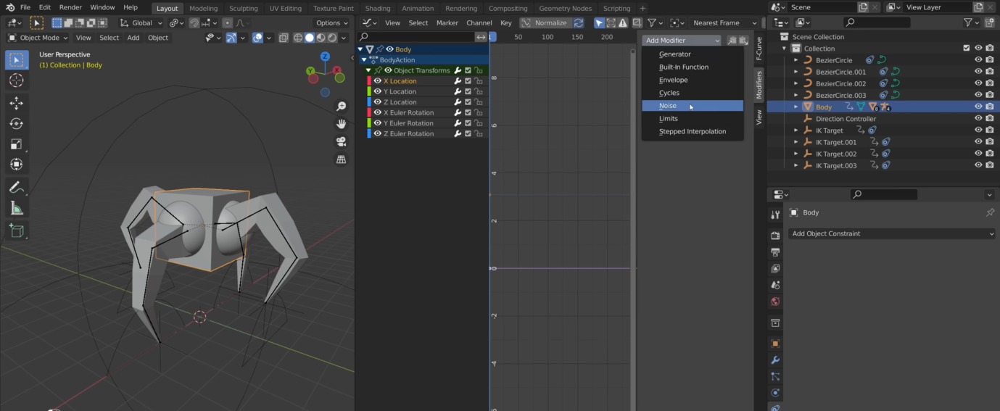 File Edit Render Window Help Layout Modeling Sculpting UV Editing Texture Paint Shading Animation Rendering Compositing Geometry Nodes Scripting + Scene View Layer
Global Options View Select Marker Channel Key Normalize Nearest Frame
Object Mode View Select Add Object
1 50 100 150 200
User Perspective
(1) Collection | Body
Z
Y
X
Body
BodyAction
Object Transforms
X Location
Y Location
Z Location
X Euler Rotation
Y Euler Rotation
Z Euler Rotation
8
6
4
2
0
-2
-4
Add Modifier
Generator
Built-In Function
Envelope
Cycles
Noise
Limits
Stepped Interpolation
F-Curve
Modifiers
View
Scene Collection
Collection
BezierCircle
BezierCircle.001
BezierCircle.002
BezierCircle.003
Body 8 4
Direction Controller
IK Target
IK Target.001
IK Target.002
IK Target.003
Body
Add Object Constraint